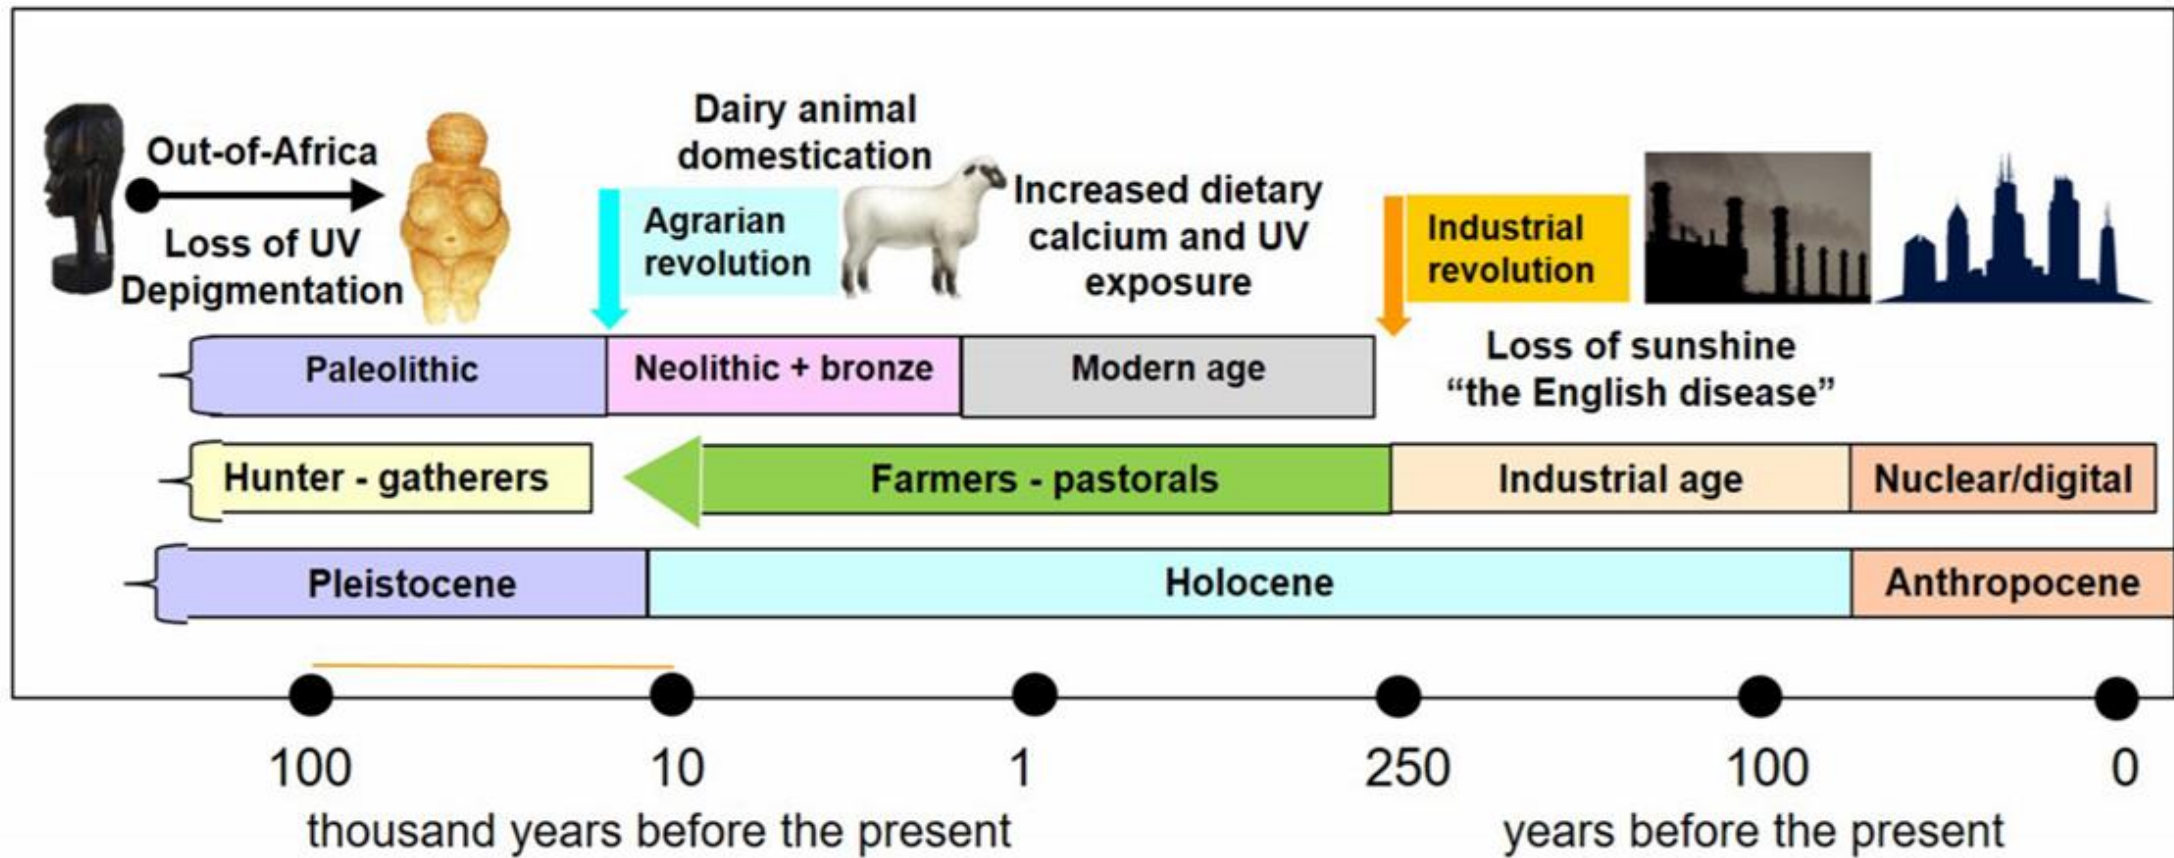 Out-of-Africa
Loss of UV
Depigmentation
Dairy animal
domestication
Agrarian
revolution
Increased dietary
calcium and UV
exposure
Industrial
revolution
Loss of sunshine
“the English disease”
Paleolithic
Neolithic + bronze
Modern age
Hunter - gatherers
Farmers - pastorals
Industrial age
Nuclear/digital
Pleistocene
Holocene
Anthropocene
100
10
1
250
100
0
thousand years before the present
years before the present